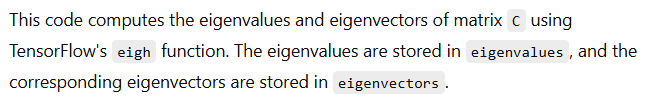 This code computes the eigenvalues and eigenvectors of matrix C using
TensorFlow's eigh function. The eigenvalues are stored in eigenvalues, and the
corresponding eigenvectors are stored in eigenvectors.